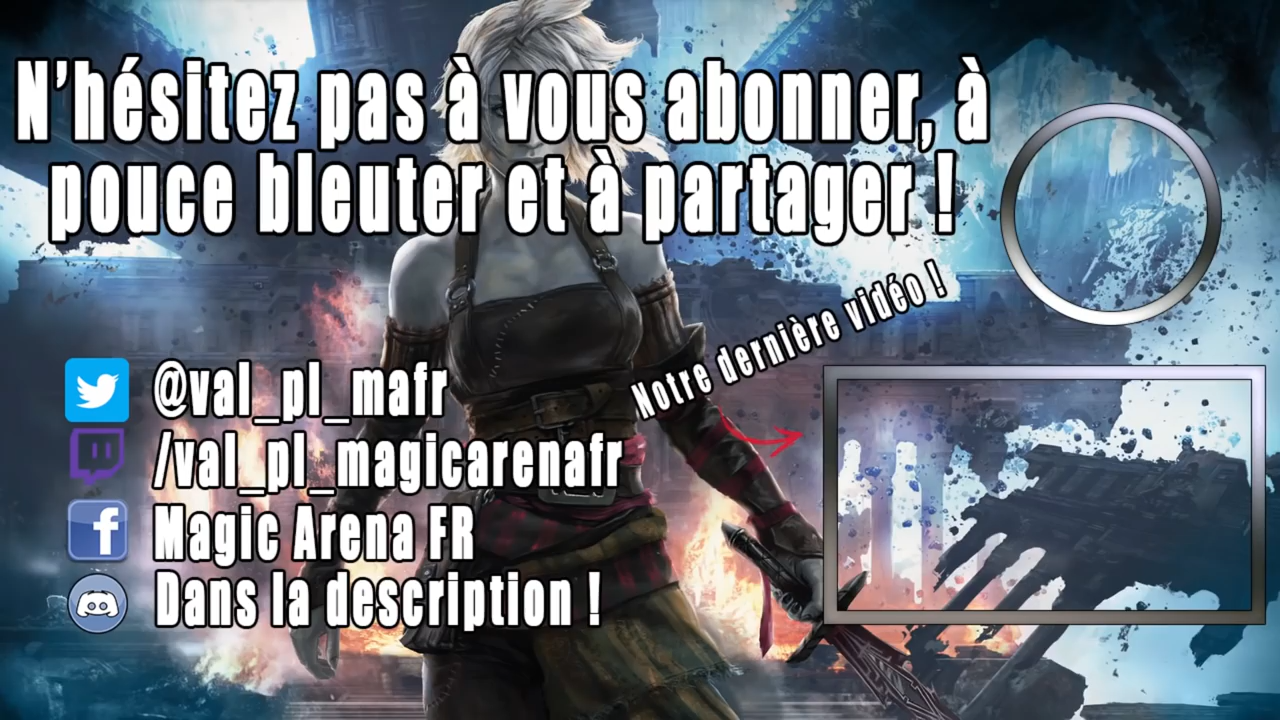 N'hésitez pas à vous abonner, à
pouce bleuter et à partager !
Notre dernière vidéo !
@val_pl_mafr
/val_pl_magicarenafr
Magic Arena FR
Dans la description !